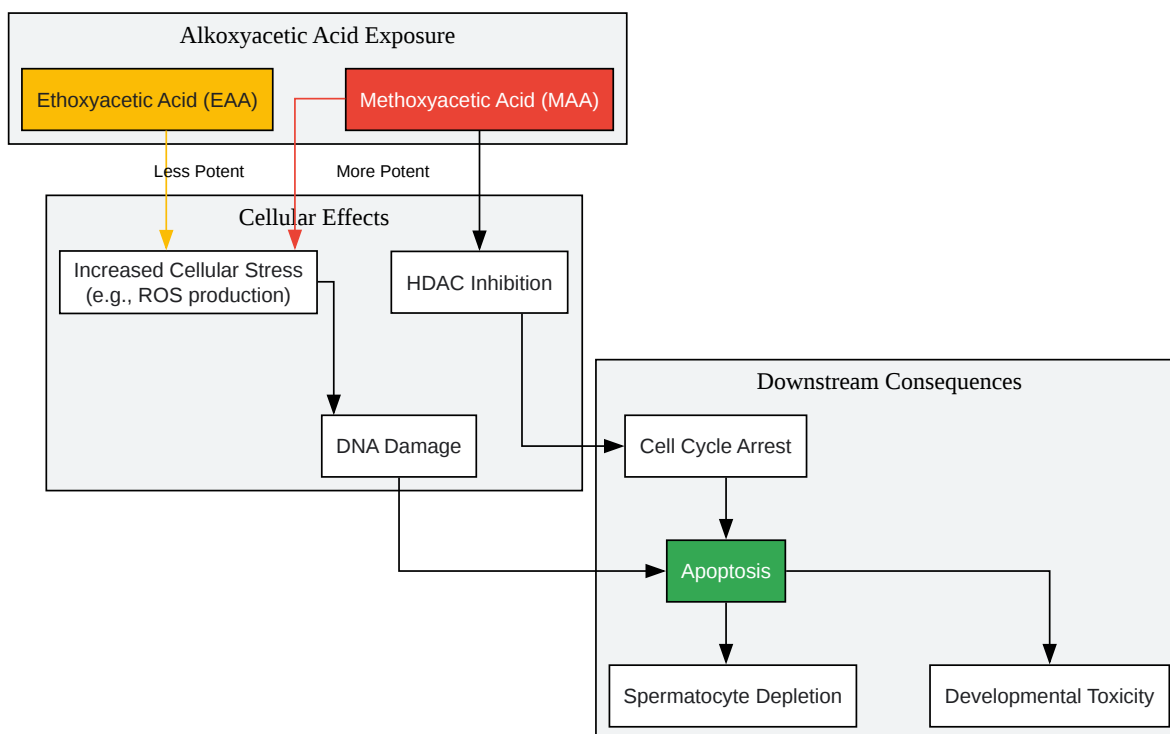 Alkoxyacetic Acid Exposure
Ethoxyacetic Acid (EAA)
Methoxyacetic Acid (MAA)
Less Potent
More Potent
Cellular Effects
Increased Cellular Stress
(e.g., ROS production)
HDAC Inhibition
Downstream Consequences
DNA Damage
Cell Cycle Arrest
Apoptosis
Spermatocyte Depletion
Developmental Toxicity